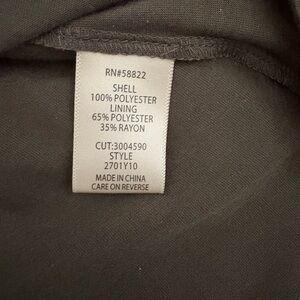 RN#58822
SHELL
100% POLYESTER
LINING
65% POLYESTER
35% RAYON
CUT:3004590
STYLE
2701Y10
MADE IN CHINA
CARE ON REVERSE